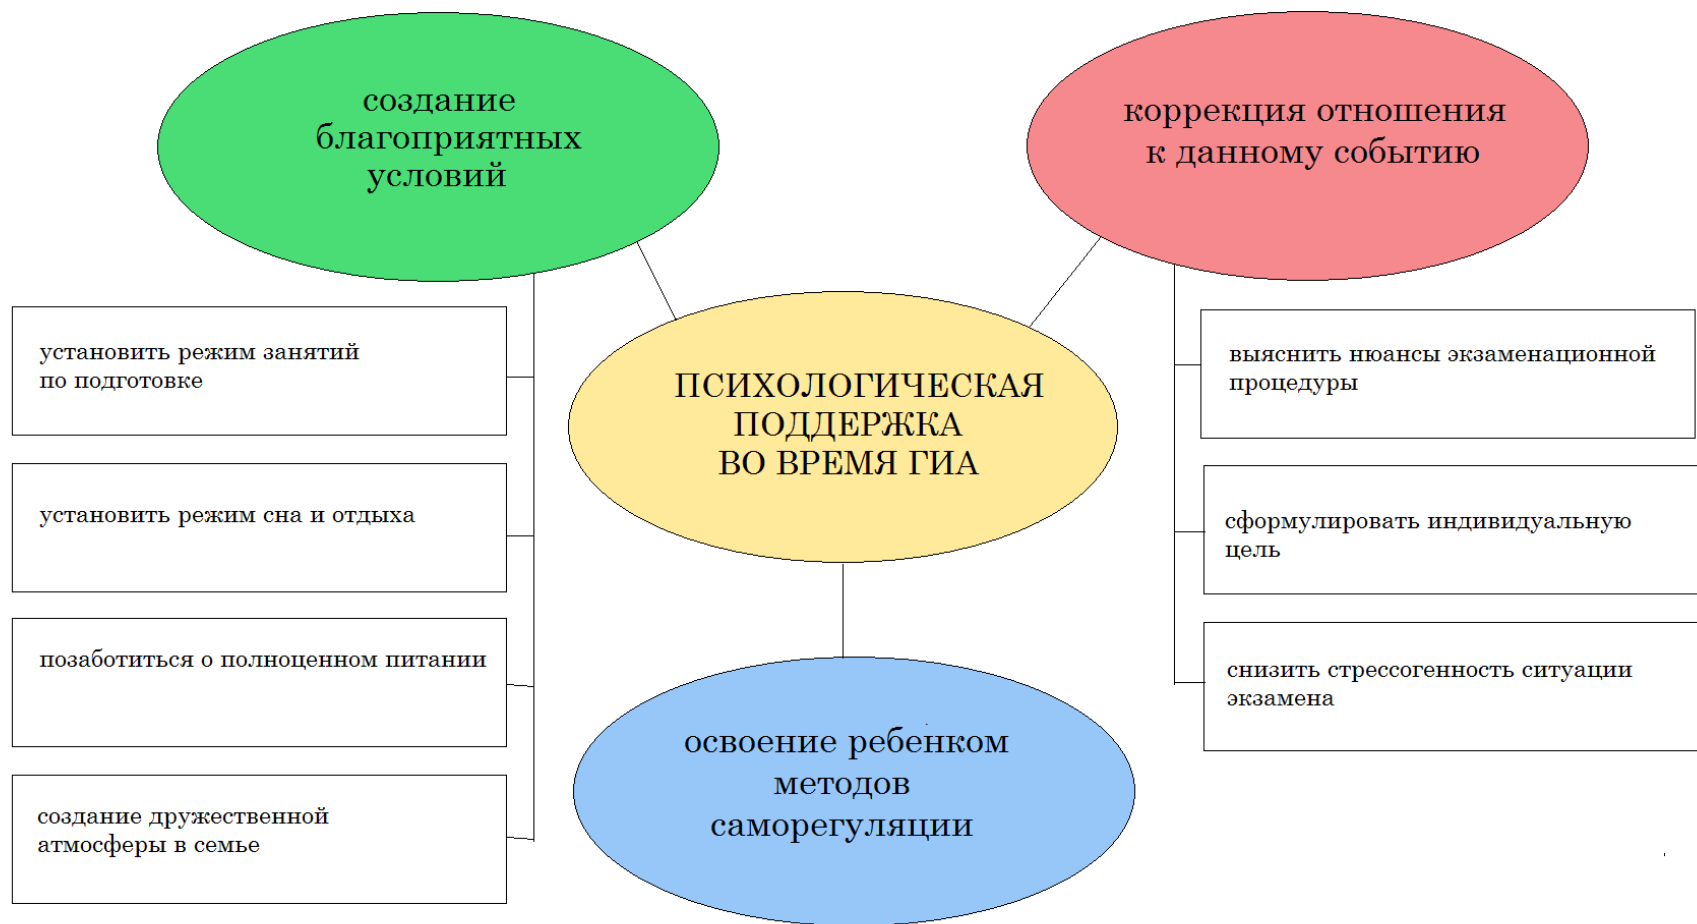 создание
благоприятных
условий
коррекция отношения
к данному событию
установить режим занятий
по подготовке
установить режим сна и отдыха
позаботиться о полноценном питании
создание дружественной
атмосферы в семье
ПСИХОЛОГИЧЕСКАЯ
ПОДДЕРЖКА
ВО ВРЕМЯ ГИА
выяснить нюансы экзаменационной
процедуры
сформулировать индивидуальную
цель
снизить стрессогенность ситуации
экзамена
освоение ребенком
методов
саморегуляции